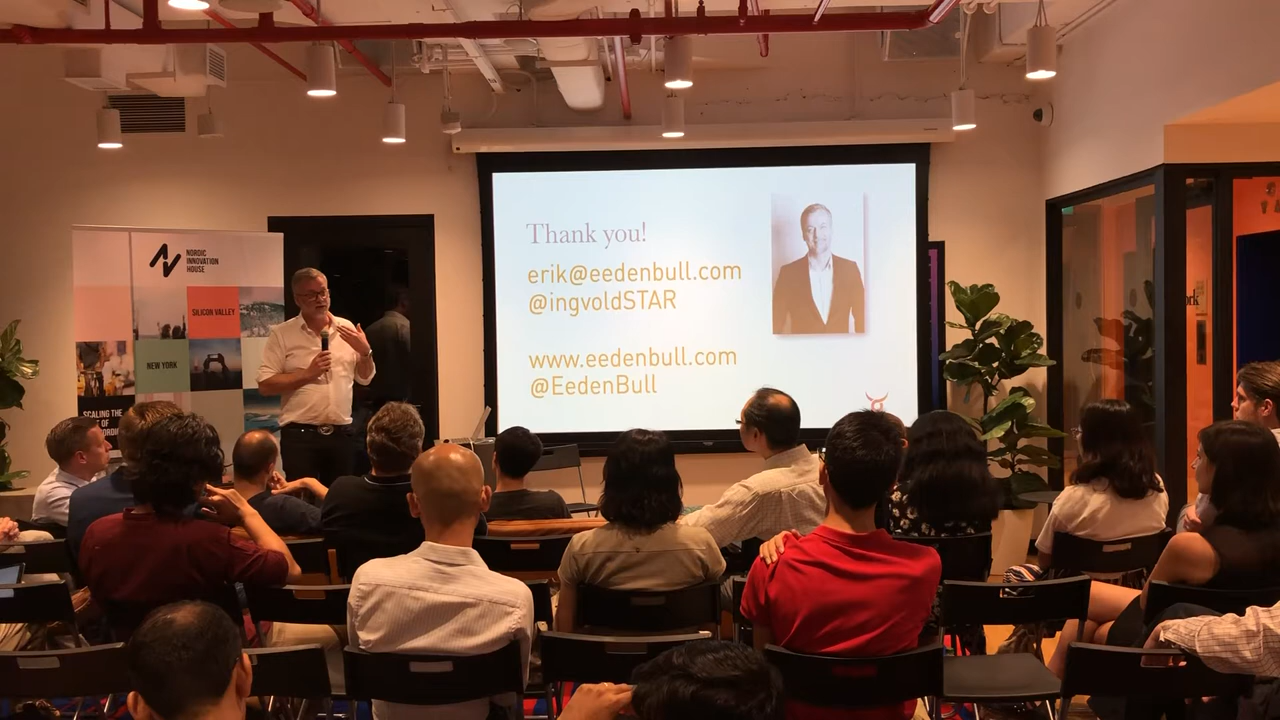 NORDIC
INNOVATION
HOUSE
SILICON VALLEY
NEW YORK
SCALING THE
Thank you!
erik@eedenbull.com
@ingvoldSTAR
www.eedenbull.com
@EedenBull